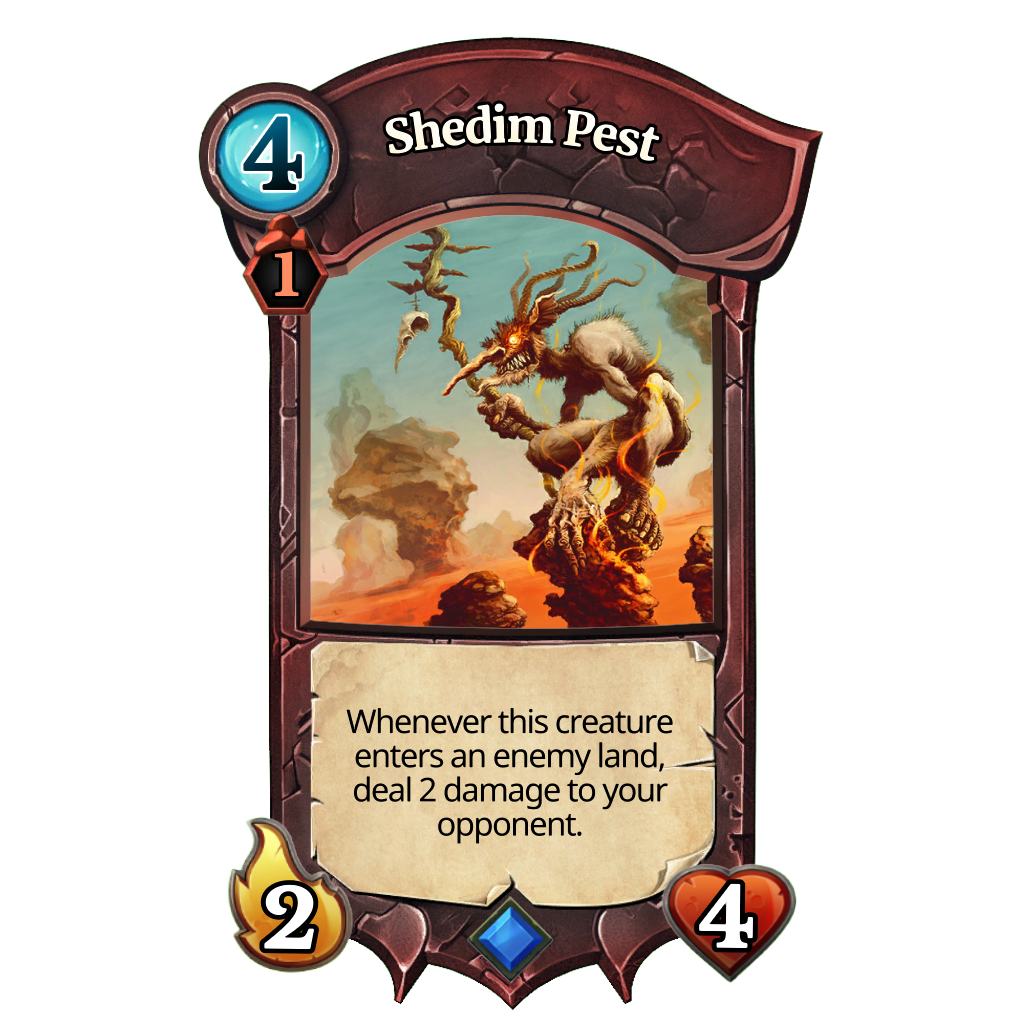 4
Shedim Pest
1
Whenever this creature
enters an enemy land,
deal 2 damage to your
opponent.
2
4